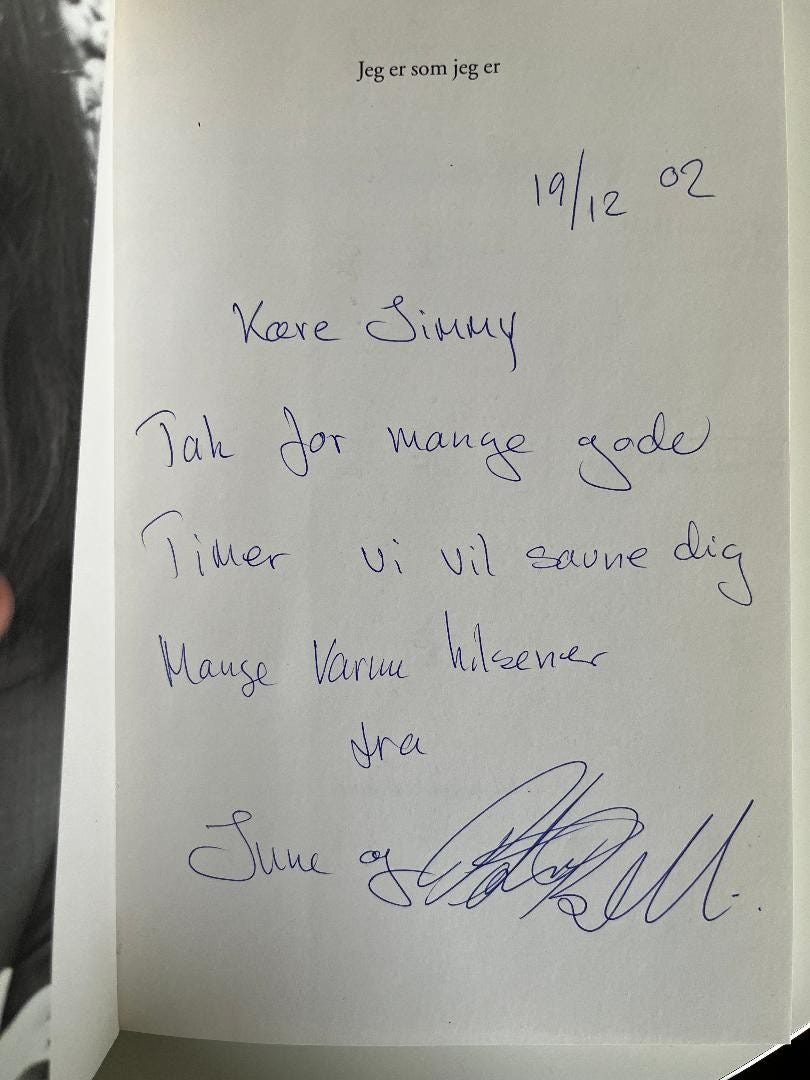 Jeg er som jeg er
19/12 02
Kære Jimmy
Tak for mange gode
Timer vi vil savne dig
Mange Varme hilsener
fra
June og